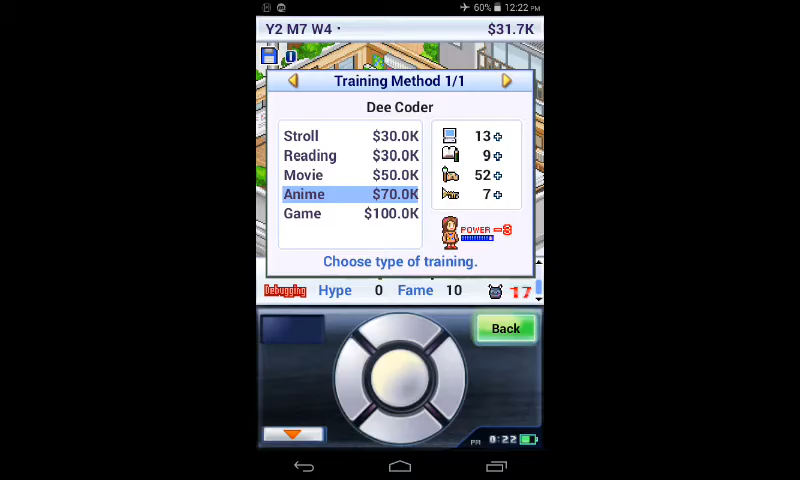 60% 12:22 PM
Y2 M7 W4 $31.7K
0
Training Method 1/1
Dee Coder
Stroll $30.0K
Reading $30.0K
Movie $50.0K
Anime $70.0K
Game $100.0K
13+
9+
52+
7+
POWER -8
Choose type of training.
Debugging Hype 0 Fame 10 17
Back
PM 0:22